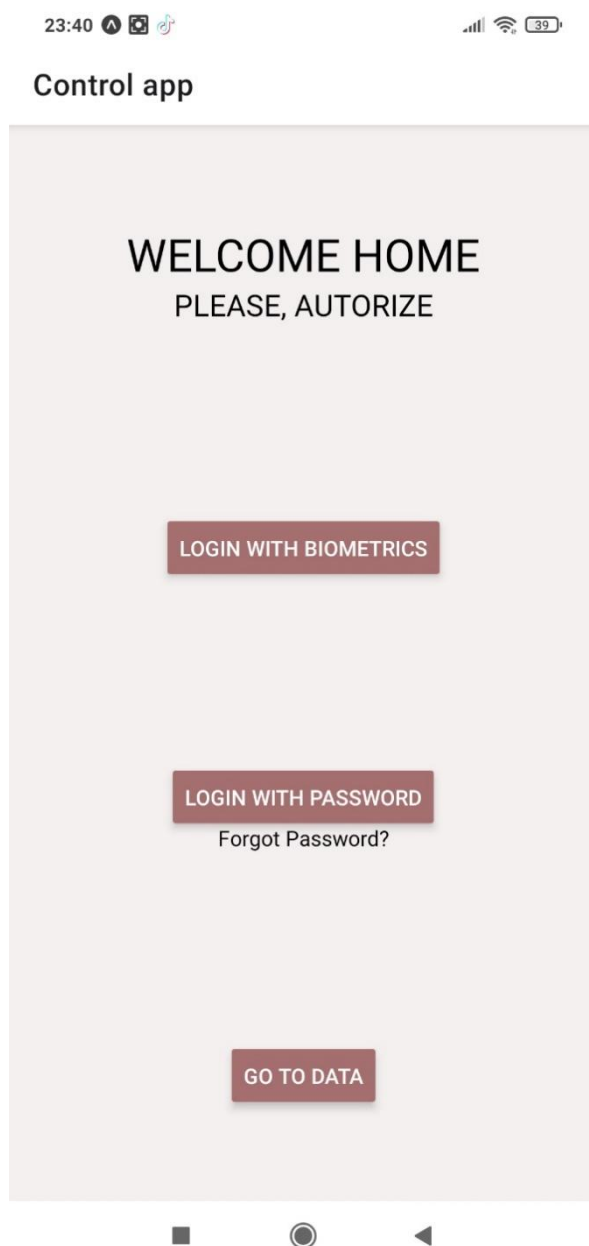 23:40
39
Control app
WELCOME HOME
PLEASE, AUTORIZE
LOGIN WITH BIOMETRICS
LOGIN WITH PASSWORD
Forgot Password?
GO TO DATA